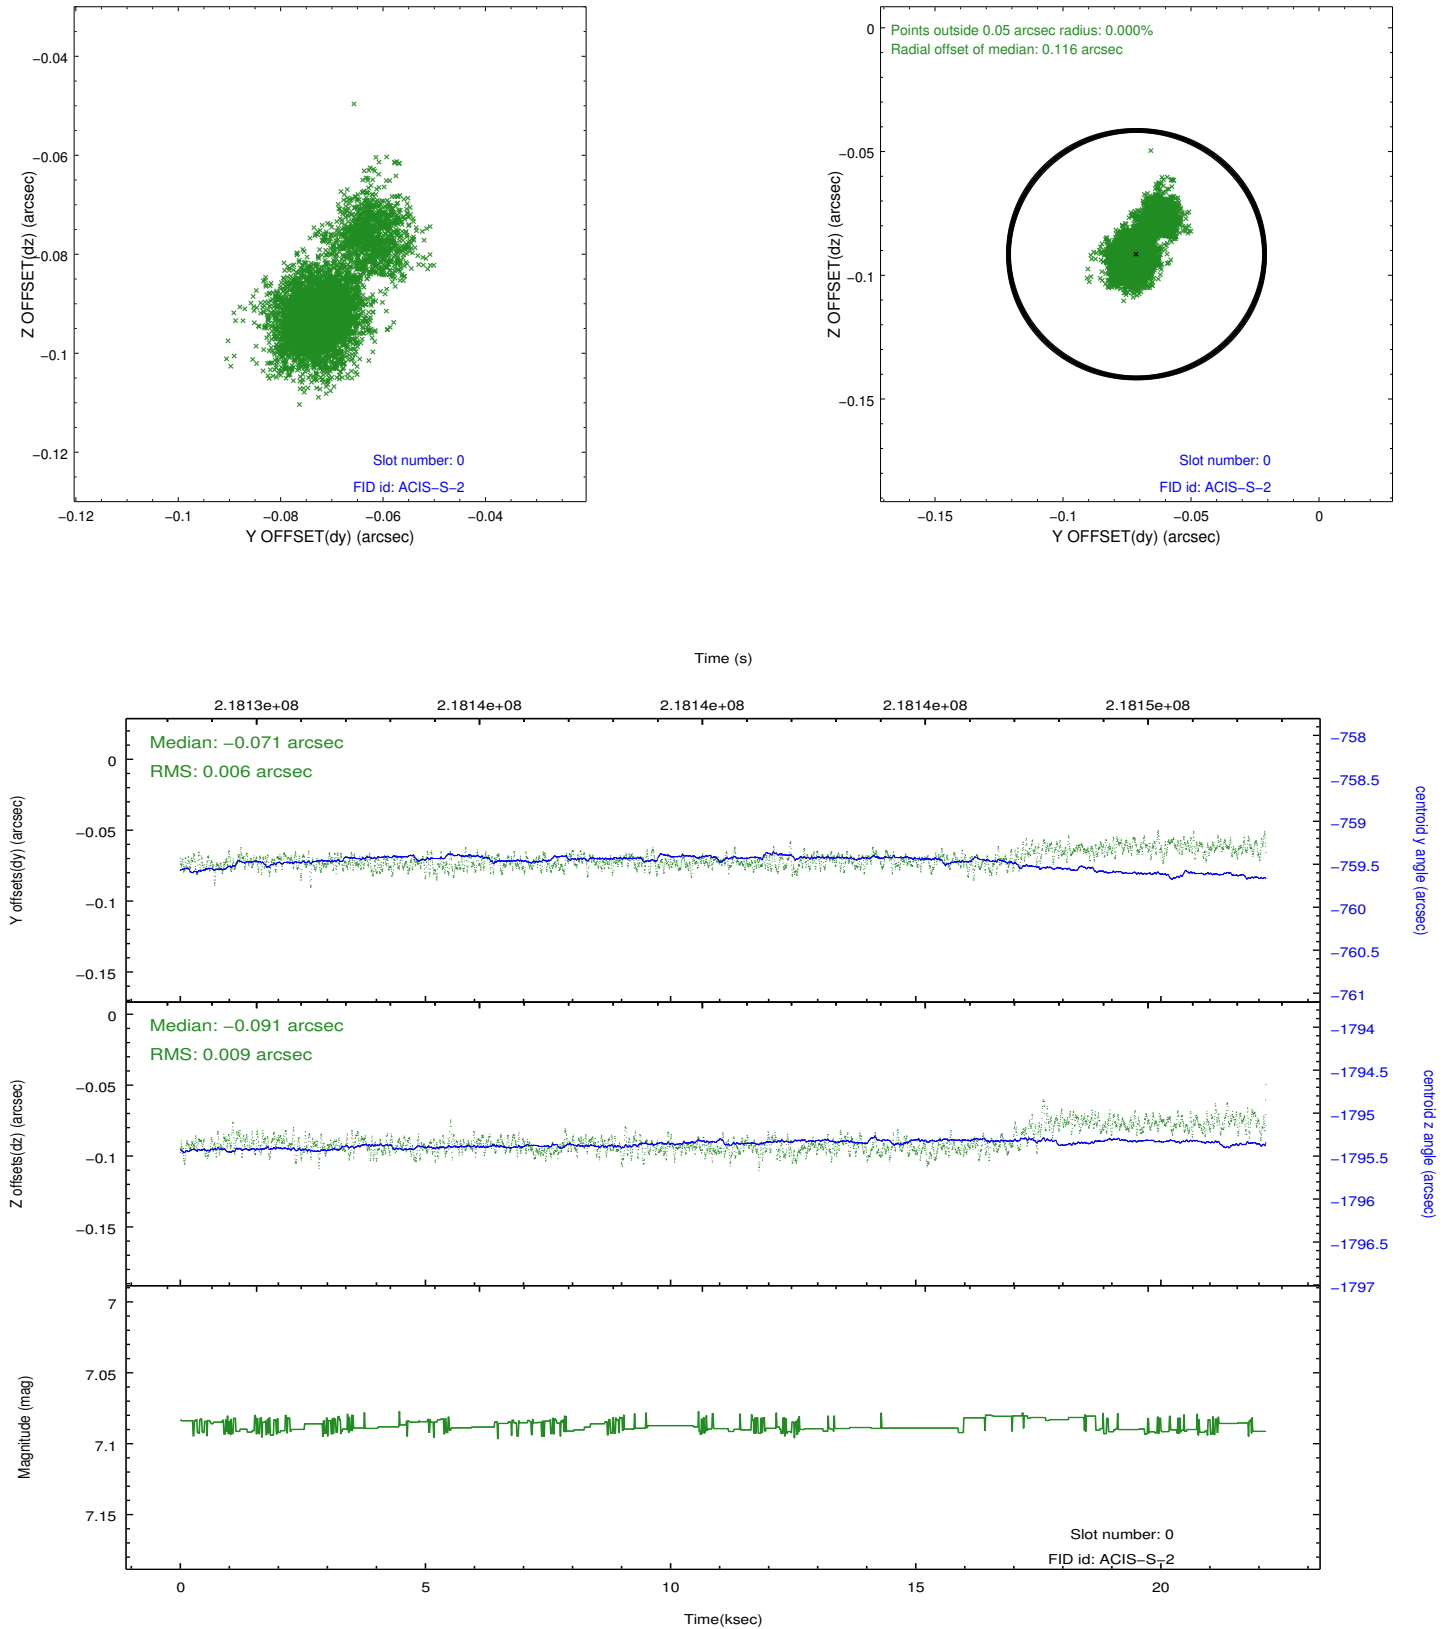 −0.04
−0.06
−0.08
−0.1
−0.12
Z OFFSET(dz) (arcsec)
Slot number: 0
FID id: ACIS−S−2
−0.12
−0.1
−0.08
−0.06
−0.04
Y OFFSET(dy) (arcsec)
Points outside 0.05 arcsec radius: 0.000%
Radial offset of median: 0.116 arcsec
0
−0.05
−0.1
−0.15
Z OFFSET(dz) (arcsec)
Slot number: 0
FID id: ACIS−S−2
−0.15
−0.1
−0.05
0
Y OFFSET(dy) (arcsec)
Time (s)
2.1813e+08
2.1814e+08
2.1814e+08
2.1814e+08
2.1815e+08
Median: −0.071 arcsec
RMS: 0.006 arcsec
0
−0.05
−0.1
−0.15
Y offsets(dy) (arcsec)
−758
−758.5
−759
−759.5
−760
−760.5
−761
centroid y angle (arcsec)
Median: −0.091 arcsec
RMS: 0.009 arcsec
0
−0.05
−0.1
−0.15
Z offsets(dz) (arcsec)
−1794
−1794.5
−1795
−1795.5
−1796
−1796.5
−1797
centroid z angle (arcsec)
7
7.05
7.1
7.15
Magnitude (mag)
Slot number: 0
FID id: ACIS−S−2
0
5
10
15
20
Time(ksec)